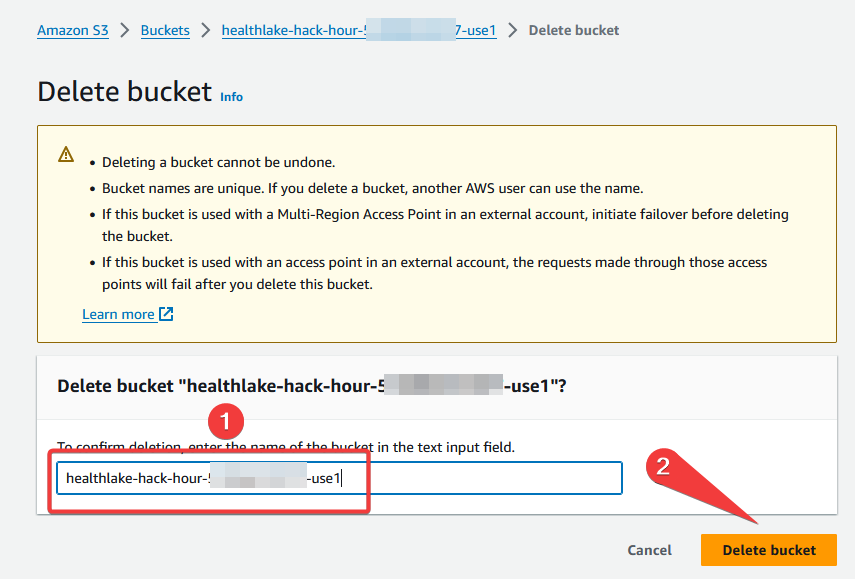 Amazon S3 > Buckets > healthlake-hack-hour-5 7-use1 > Delete bucket
Delete bucket Info
• Deleting a bucket cannot be undone.
• Bucket names are unique. If you delete a bucket, another AWS user can use the name.
• If this bucket is used with a Multi-Region Access Point in an external account, initiate failover before deleting
the bucket.
• If this bucket is used with an access point in an external account, the requests made through those access
points will fail after you delete this bucket.
Learn more
Delete bucket "healthlake-hack-hour-5 -use1"?
1
To confirm deletion, enter the name of the bucket in the text input field.
healthlake-hack-hour-5 -use1
2
Cancel
Delete bucket